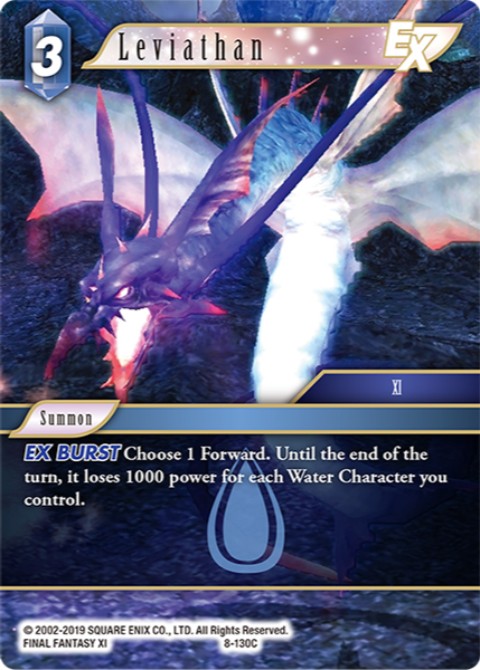 3
Leviathan
EX
XI
Summon
EX BURST Choose 1 Forward. Until the end of the
turn, it loses 1000 power for each Water Character you
control.
© 2002-2019 SQUARE ENIX CO., LTD. All Rights Reserved.
FINAL FANTASY XI 8-130C